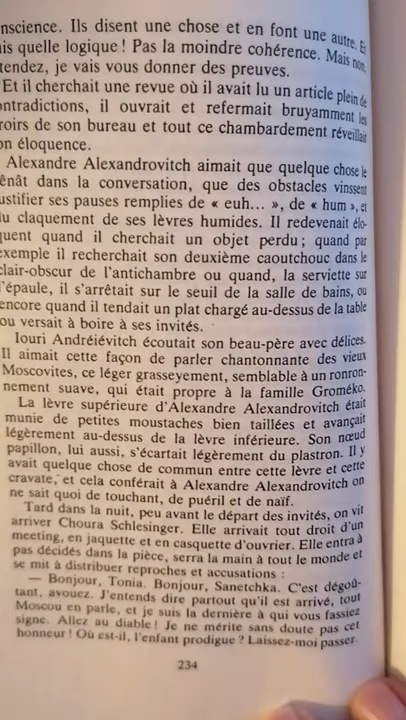 nscience. Ils disent une chose et en font une autre. Et
is quelle logique ! Pas la moindre cohérence. Mais non,
tendez, je vais vous donner des preuves.
Et il cherchait une revue où il avait lu un article plein de
ontradictions, il ouvrait et refermait bruyamment les
roirs de son bureau et tout ce chambardement réveillait
on éloquence.
Alexandre Alexandrovitch aimait que quelque chose le
ênât dans la conversation, que des obstacles vinssent
ustifier ses pauses remplies de « euh... », de « hum », et
du claquement de ses lèvres humides. Il redevenait élo-
quent quand il cherchait un objet perdu ; quand par
exemple il recherchait son deuxième caoutchouc dans le
clair-obscur de l'antichambre ou quand, la serviette sur
l'épaule, il s'arrêtait sur le seuil de la salle de bains, ou
encore quand il tendait un plat chargé au-dessus de la table
ou versait à boire à ses invités.
Iouri Andréiévitch écoutait son beau-père avec délices.
Il aimait cette façon de parler chantonnante des vieux
Moscovites, ce léger grasseyement, semblable à un ronron-
nement suave, qui était propre à la famille Groméko.
La lèvre supérieure d'Alexandre Alexandrovitch était
munie de petites moustaches bien taillées et avançait
légèrement au-dessus de la lèvre inférieure. Son nœud
papillon, lui aussi, s'écartait légèrement du plastron. Il y
avait quelque chose de commun entre cette lèvre et cette
cravate, et cela conférait à Alexandre Alexandrovitch on
ne sait quoi de touchant, de puéril et de naïf.
Tard dans la nuit, peu avant le départ des invités, on vit
arriver Choura Schlesinger. Elle arrivait tout droit d'un
meeting, en jaquette et en casquette d'ouvrier. Elle entra à
pas décidés dans la pièce, serra la main à tout le monde et
se mit à distribuer reproches et accusations :
— Bonjour, Tonia. Bonjour, Sanetchka. C'est dégoû-
tant, avouez. J'entends dire partout qu'il est arrivé, tout
Moscou en parle, et je suis la dernière à qui vous fassiez
signe. Allez au diable ! Je ne mérite sans doute pas cet
honneur ! Où est-il, l'enfant prodigue ? Laissez-moi passer.
234